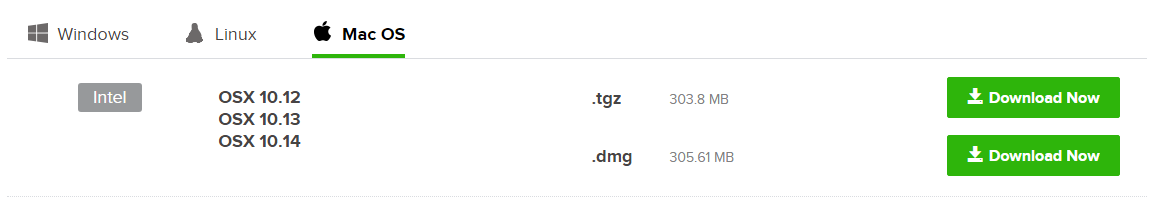 Windows Linux Mac OS
Intel OSX 10.12 .tgz 303.8 MB Download Now
OSX 10.13
OSX 10.14
.dmg 305.61 MB Download Now